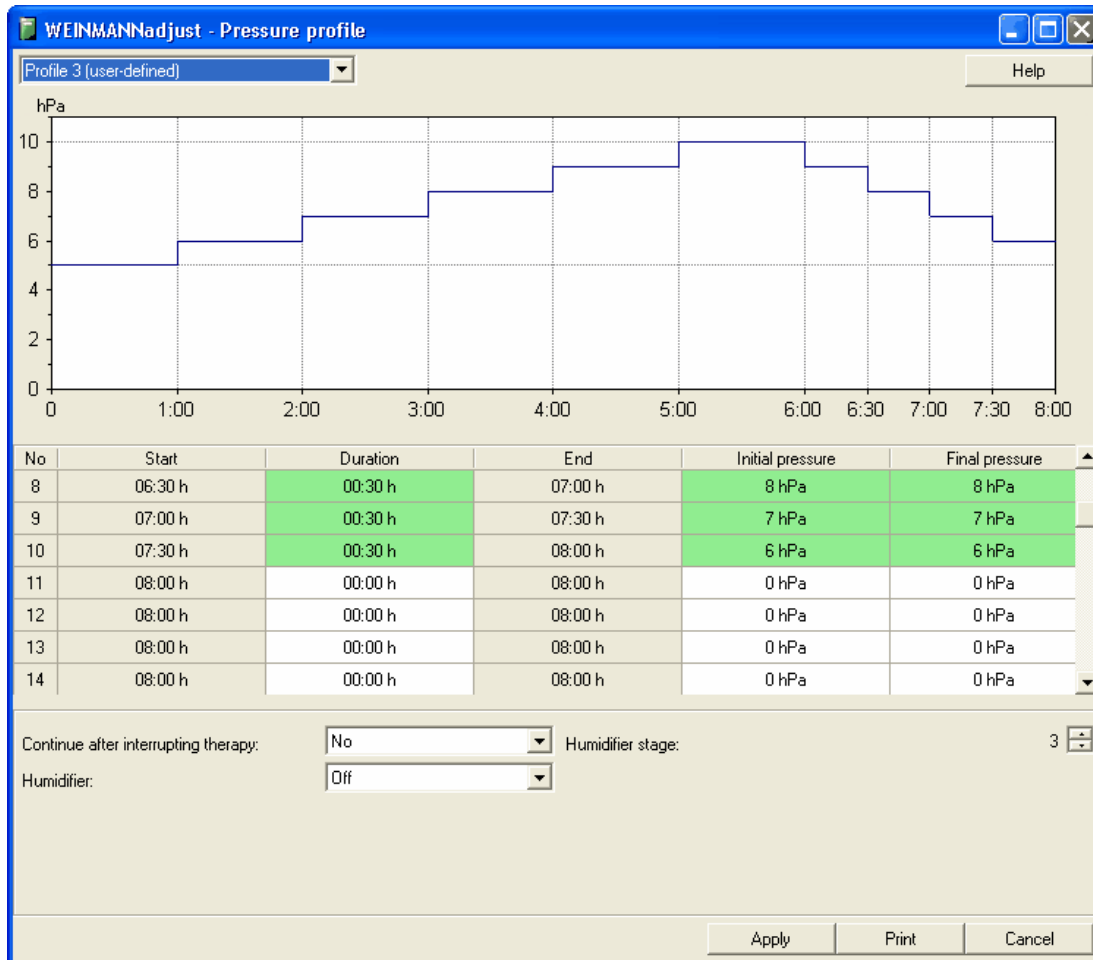 WEINMANNadjust - Pressure profile
Profile 3 (user-defined)
Help
hPa
10
8
6
4
2
0
0 1:00 2:00 3:00 4:00 5:00 6:00 6:30 7:00 7:30 8:00
No Start Duration End Initial pressure Final pressure
8 06:30 h 00:30 h 07:00 h 8 hPa 8 hPa
9 07:00 h 00:30 h 07:30 h 7 hPa 7 hPa
10 07:30 h 00:30 h 08:00 h 6 hPa 6 hPa
11 08:00 h 00:00 h 08:00 h 0 hPa 0 hPa
12 08:00 h 00:00 h 08:00 h 0 hPa 0 hPa
13 08:00 h 00:00 h 08:00 h 0 hPa 0 hPa
14 08:00 h 00:00 h 08:00 h 0 hPa 0 hPa
Continue after interrupting therapy: No Humidifier stage: 3
Humidifier: Off
Apply Print Cancel